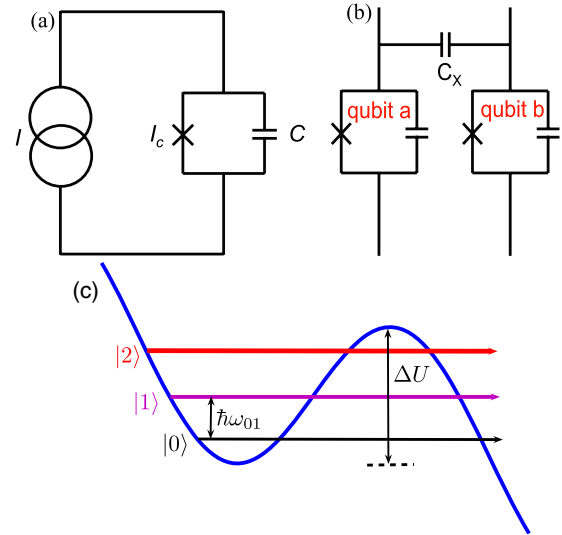 (a)
I
I_c
C
(b)
C_X
qubit a
qubit b
(c)
|2⟩
|1⟩
|0⟩
ħω_01
ΔU